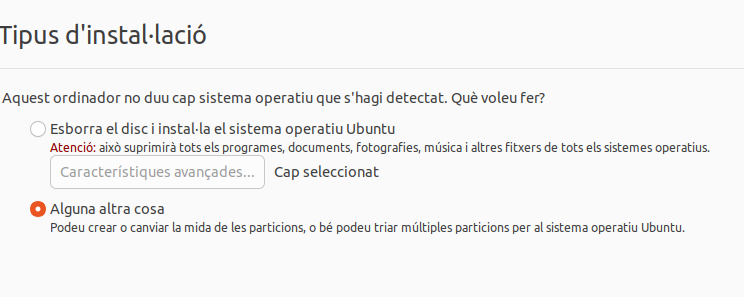 Tipus d'instal·lació
Aquest ordinador no duu cap sistema operatiu que s'hagi detectat. Què voleu fer?
Esborra el disc i instal·la el sistema operatiu Ubuntu
Atenció: això suprimirà tots els programes, documents, fotografies, música i altres fitxers de tots els sistemes operatius.
Característiques avançades... Cap seleccionat
Alguna altra cosa
Podeu crear o canviar la mida de les particions, o bé podeu triar múltiples particions per al sistema operatiu Ubuntu.